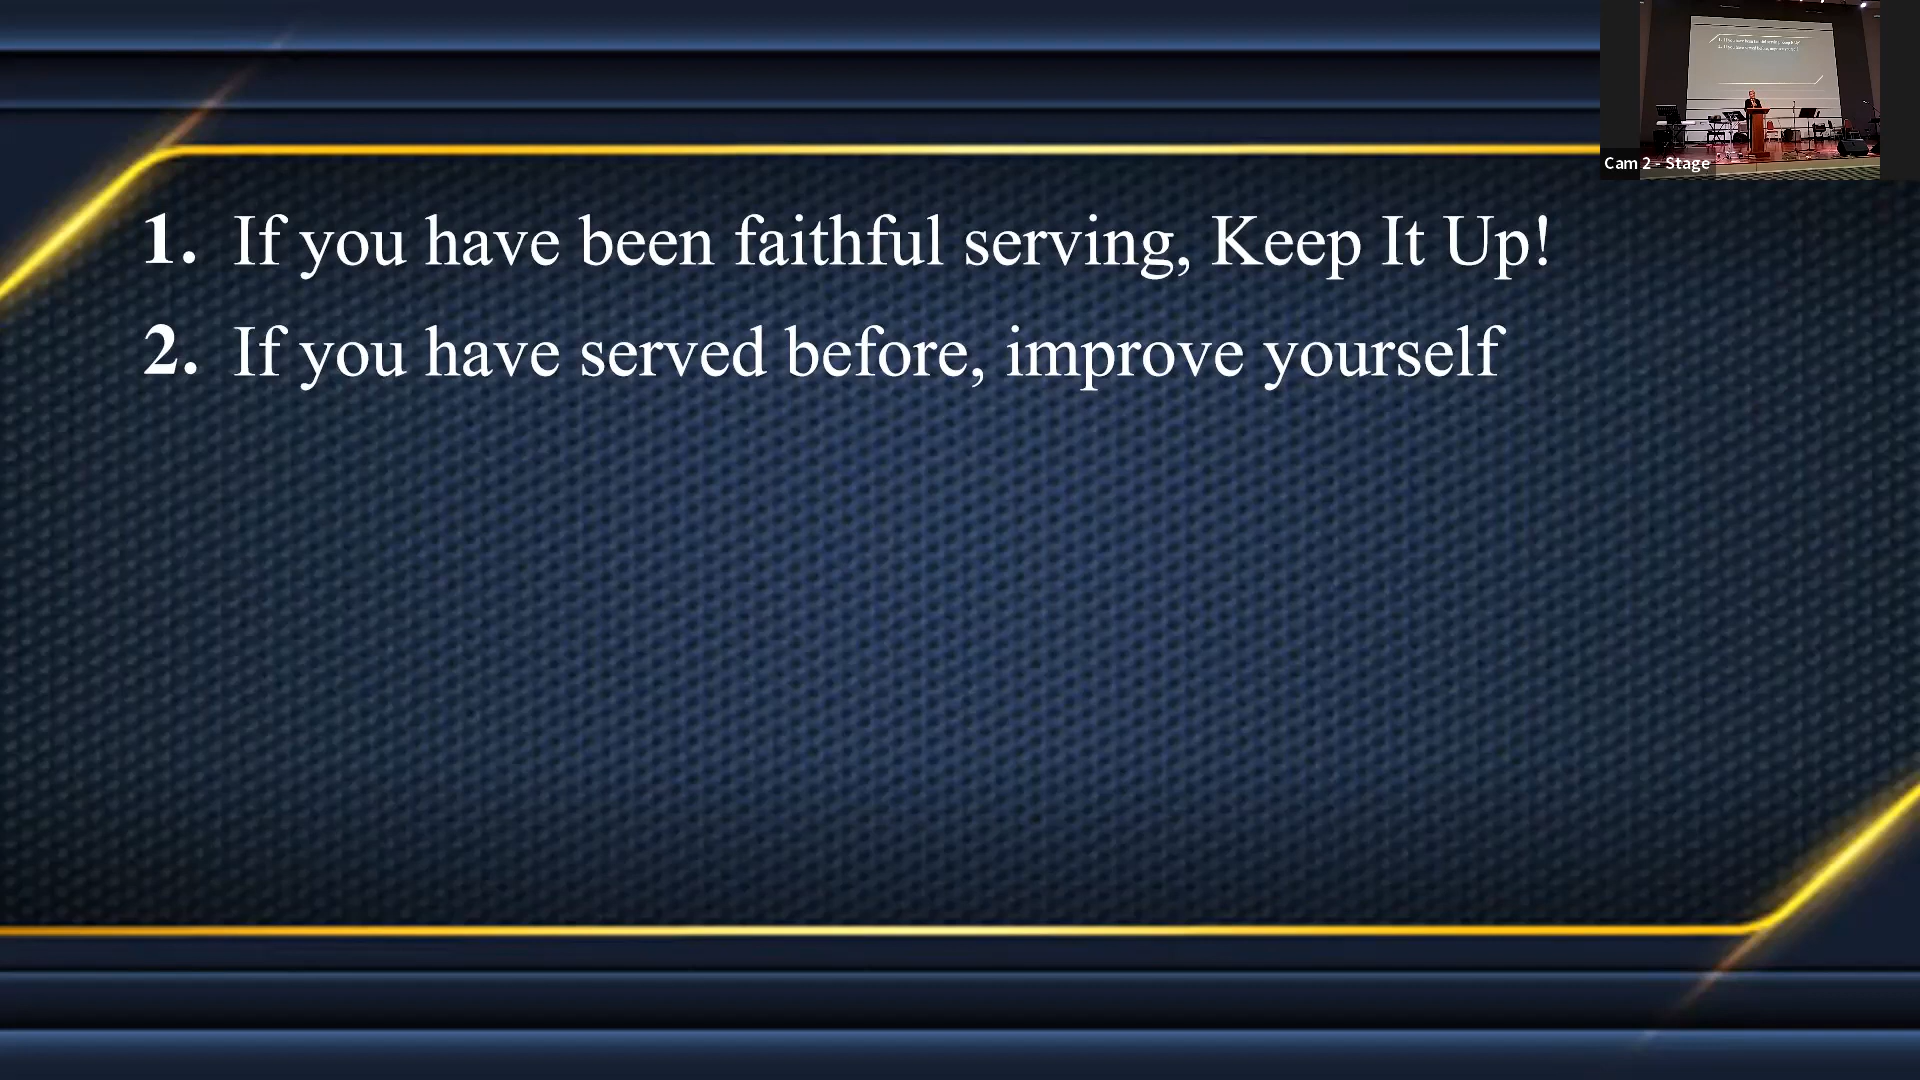 1. If you have been faithful serving, Keep It Up!
2. If you have served before, improve yourself
Cam 2 - Stage